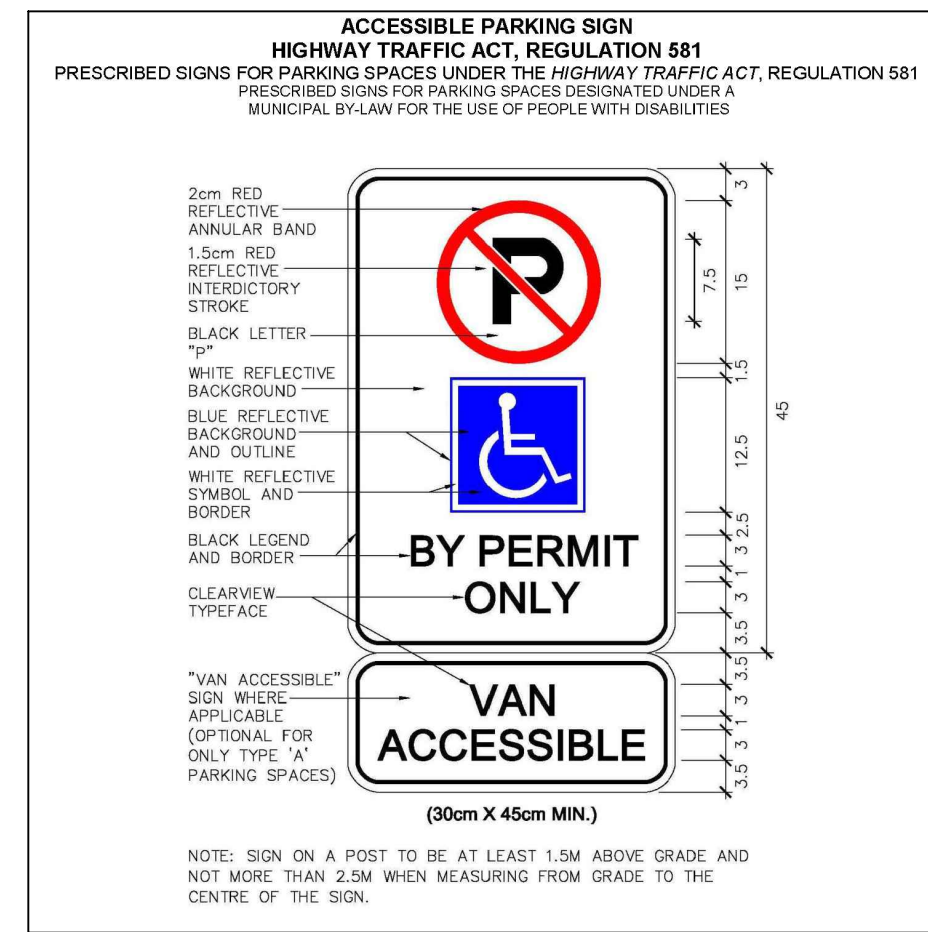 ACCESSIBLE PARKING SIGN
HIGHWAY TRAFFIC ACT, REGULATION 581
PRESCRIBED SIGNS FOR PARKING SPACES UNDER THE HIGHWAY TRAFFIC ACT, REGULATION 581
PRESCRIBED SIGNS FOR PARKING SPACES DESIGNATED UNDER A
MUNICIPAL BY-LAW FOR THE USE OF PEOPLE WITH DISABILITIES
2cm RED
REFLECTIVE
ANNULAR BAND
1.5cm RED
REFLECTIVE
INTERDICTORY
STROKE
BLACK LETTER
"P"
WHITE REFLECTIVE
BACKGROUND
BLUE REFLECTIVE
BACKGROUND
AND OUTLINE
WHITE REFLECTIVE
SYMBOL AND
BORDER
BLACK LEGEND
AND BORDER
CLEARVIEW
TYPEFACE
"VAN ACCESSIBLE"
SIGN WHERE
APPLICABLE
(OPTIONAL FOR
ONLY TYPE 'A'
PARKING SPACES)
P
BY PERMIT
ONLY
VAN
ACCESSIBLE
7.5
3
15
1.5
12.5
2.5
3
1
3
3.5
3.5
3
1
3
3.5
45
(30cm X 45cm MIN.)
NOTE: SIGN ON A POST TO BE AT LEAST 1.5M ABOVE GRADE AND
NOT MORE THAN 2.5M WHEN MEASURING FROM GRADE TO THE
CENTRE OF THE SIGN.